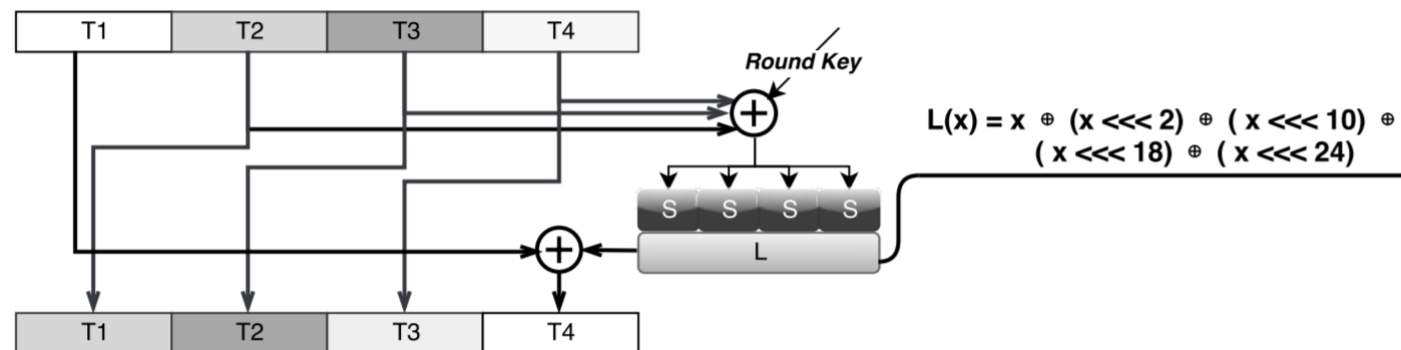 T1 T2 T3 T4
Round Key
L(x) = x ⊕ (x <<< 2) ⊕ ( x <<< 10) ⊕
( x <<< 18) ⊕ ( x <<< 24)
S S S S
L
T1 T2 T3 T4